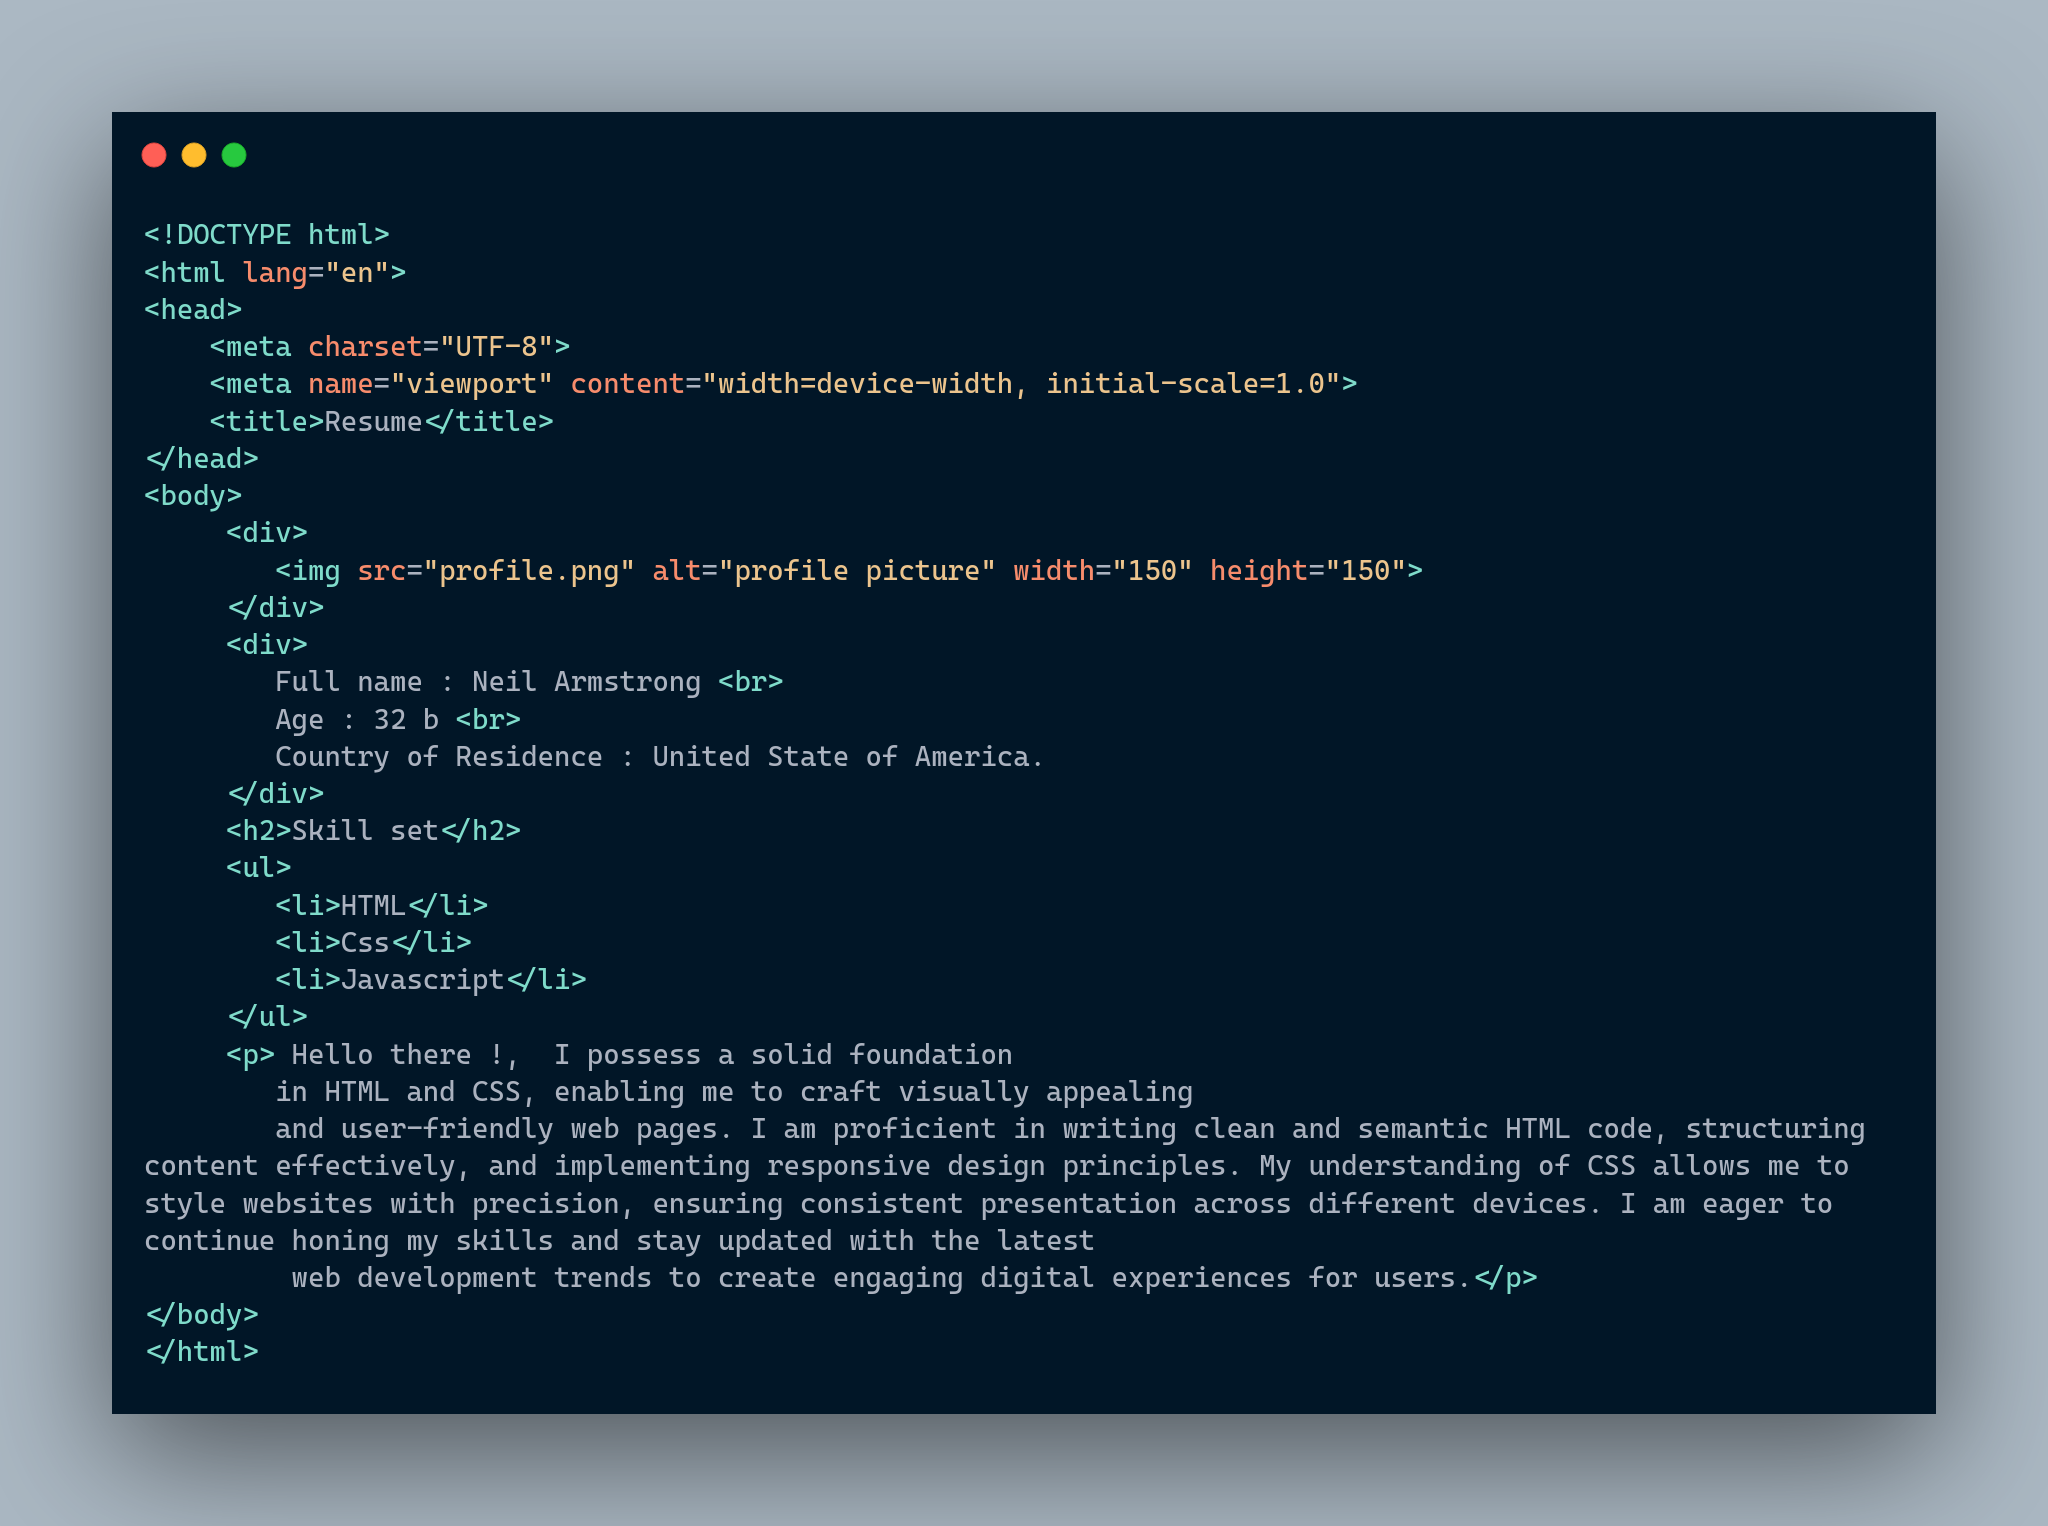 <!DOCTYPE html>
<html lang="en">
<head>
    <meta charset="UTF-8">
    <meta name="viewport" content="width=device-width, initial-scale=1.0">
    <title>Resume</title>
</head>
<body>
     <div>
        <img src="profile.png" alt="profile picture" width="150" height="150">
     </div>
     <div>
        Full name : Neil Armstrong <br>
        Age : 32 b <br>
        Country of Residence : United State of America.
     </div>
     <h2>Skill set</h2>
     <ul>
        <li>HTML</li>
        <li>Css</li>
        <li>Javascript</li>
     </ul>
     <p> Hello there !,  I possess a solid foundation
        in HTML and CSS, enabling me to craft visually appealing
        and user-friendly web pages. I am proficient in writing clean and semantic HTML code, structuring
content effectively, and implementing responsive design principles. My understanding of CSS allows me to
style websites with precision, ensuring consistent presentation across different devices. I am eager to
continue honing my skills and stay updated with the latest
         web development trends to create engaging digital experiences for users.</p>
</body>
</html>